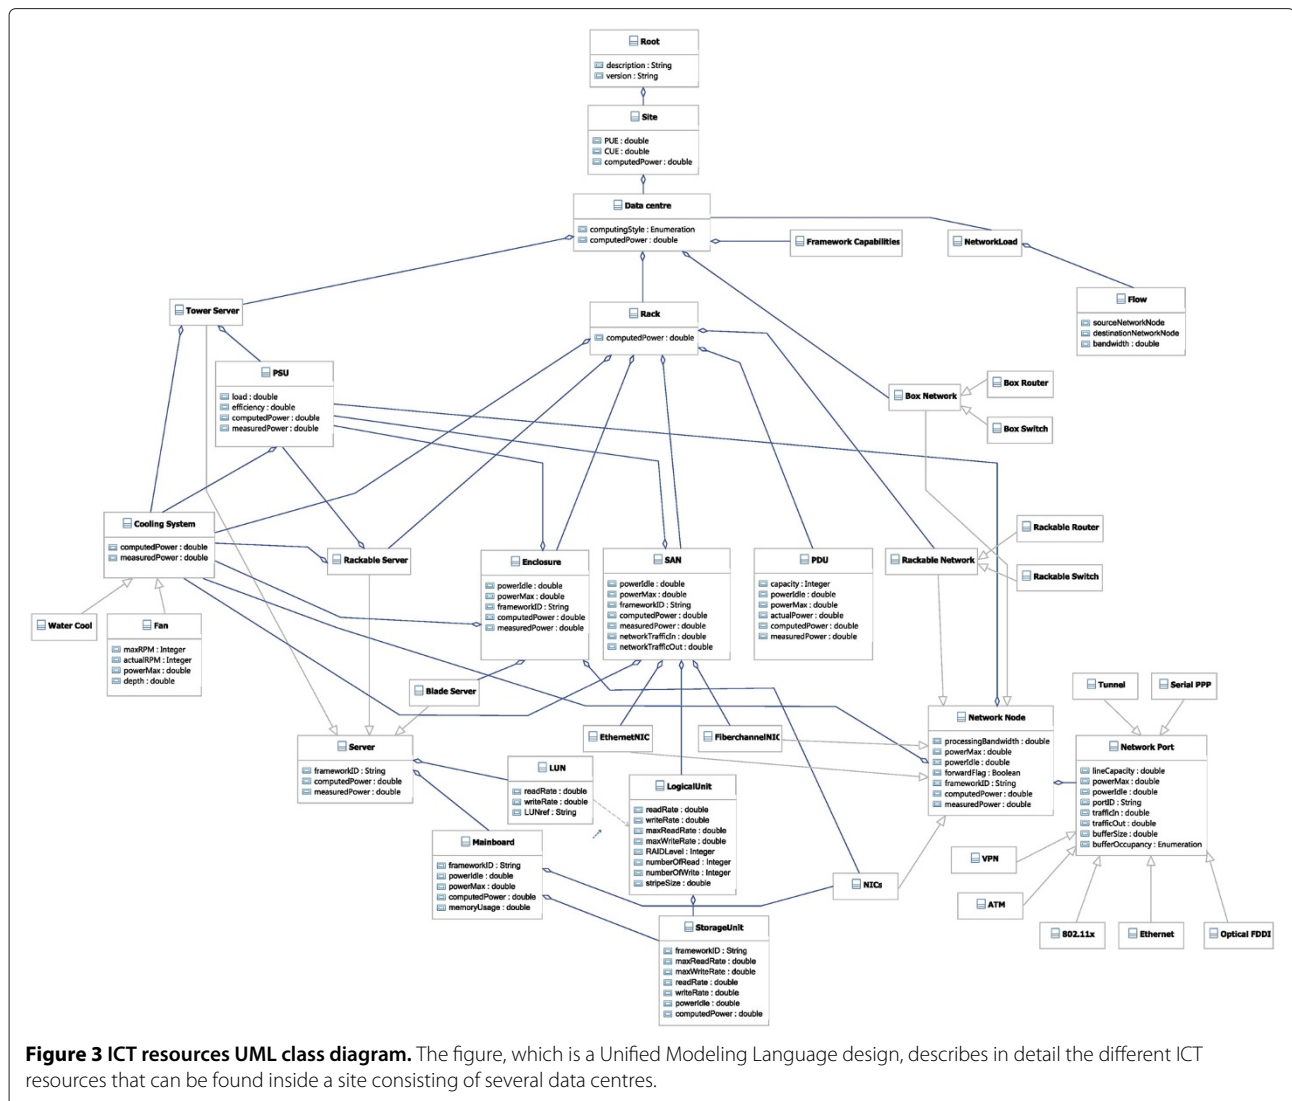 Root
description : String
version : String
Site
PUE : double
CUE : double
computedPower : double
Data centre
computingStyle : Enumeration
computedPower : double
Framework Capabilities
NetworkLoad
Flow
sourceNetworkNode
destinationNetworkNode
bandwidth : double
Tower Server
Rack
computedPower : double
PSU
load : double
efficiency : double
computedPower : double
measuredPower : double
Box Network
Box Router
Box Switch
Cooling System
computedPower : double
measuredPower : double
Rackable Server
Enclosure
powerIdle : double
powerMax : double
frameworkID : String
computedPower : double
measuredPower : double
SAN
powerIdle : double
powerMax : double
frameworkID : String
computedPower : double
measuredPower : double
networkTrafficIn : double
networkTrafficOut : double
PDU
capacity : Integer
powerIdle : double
powerMax : double
actualPower : double
computedPower : double
measuredPower : double
Rackable Network
Rackable Router
Rackable Switch
Water Cool
Fan
maxRPM : Integer
actualRPM : Integer
powerMax : double
depth : double
Blade Server
Server
frameworkID : String
computedPower : double
measuredPower : double
EthernetNIC
FiberchannelNIC
Network Node
processingBandwidth : double
powerMax : double
powerIdle : double
forwardFlag : Boolean
frameworkID : String
computedPower : double
measuredPower : double
Tunnel
Serial PPP
Network Port
lineCapacity : double
powerMax : double
powerIdle : double
portID : String
trafficIn : double
trafficOut : double
bufferSize : double
bufferOccupancy : Enumeration
LUN
readRate : double
writeRate : double
LUNref : String
LogicalUnit
readRate : double
writeRate : double
maxReadRate : double
maxWriteRate : double
RAIDLevel : Integer
numberOfRead : Integer
numberOfWrite : Integer
stripeSize : double
Mainboard
frameworkID : String
powerIdle : double
powerMax : double
computedPower : double
memoryUsage : double
NICs
VPN
ATM
802.11x
Ethernet
Optical FDDI
StorageUnit
frameworkID : String
maxReadRate : double
maxWriteRate : double
readRate : double
writeRate : double
powerIdle : double
computedPower : double
Figure 3 ICT resources UML class diagram. The figure, which is a Unified Modeling Language design, describes in detail the different ICT
resources that can be found inside a site consisting of several data centres.